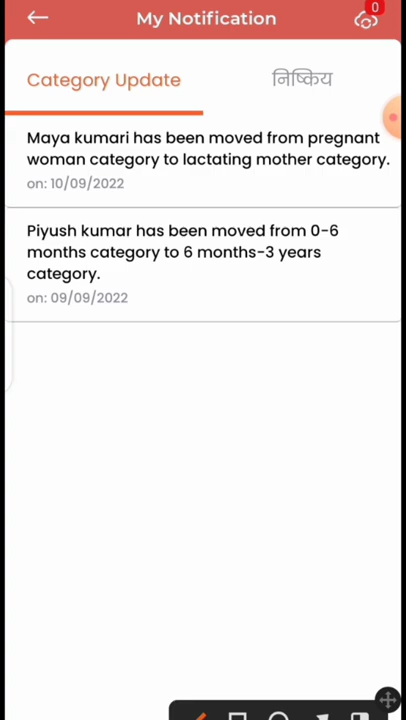 My Notification
0
Category Update
निष्क्रिय
Maya kumari has been moved from pregnant
woman category to lactating mother category.
on: 10/09/2022
Piyush kumar has been moved from 0-6
months category to 6 months-3 years
category.
on: 09/09/2022